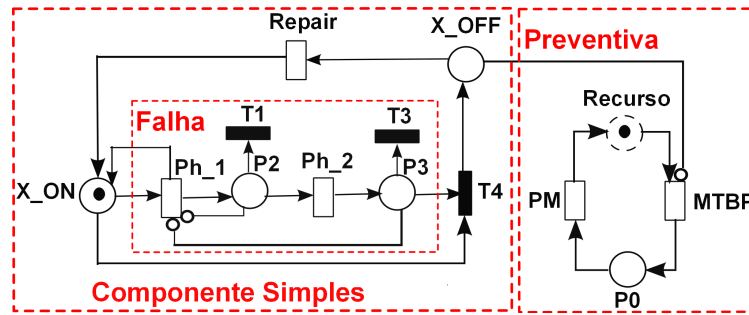 Repair
X_OFF
Preventiva
Recurso
Falha
T1
T3
Ph_1
P2
Ph_2
P3
X_ON
T4
PM
MTBP
P0
Componente Simples